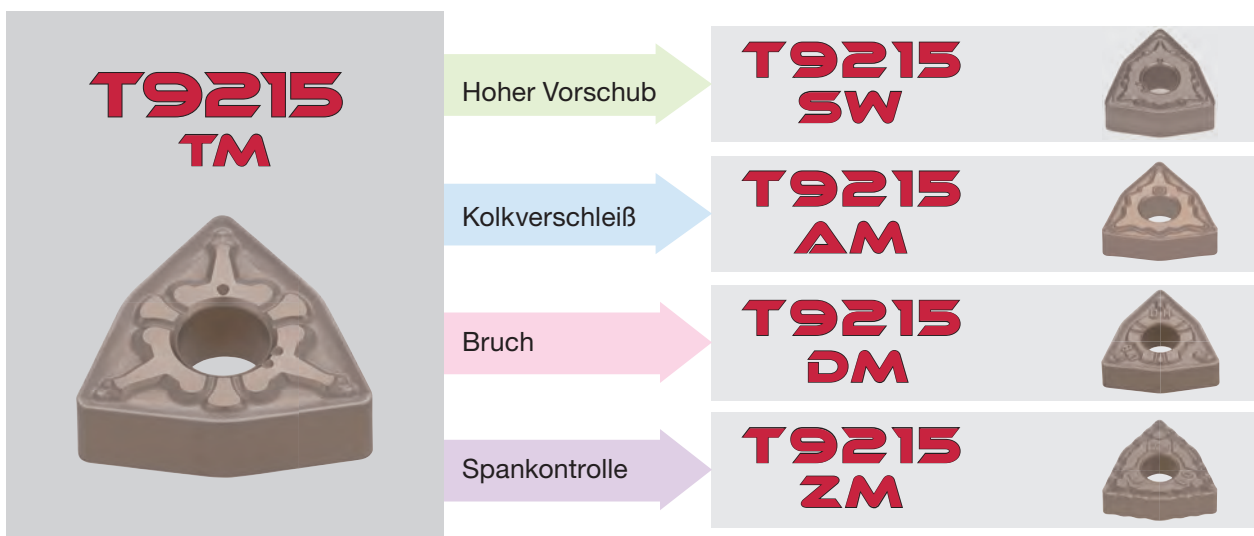 T9215
TM
Hoher Vorschub
T9215
SW
Kolkverschleiß
T9215
AM
Bruch
T9215
DM
Spankontrolle
T9215
ZM